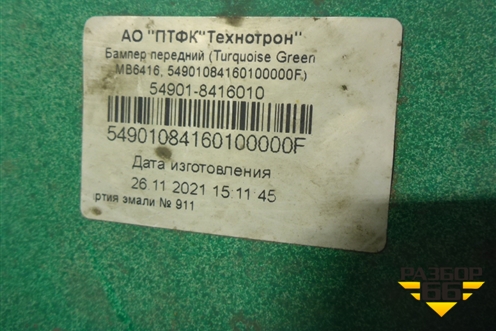 АО "ПТФК"Технотрон"
Бампер передний (Turquoise Green
MB6416, 54901084160100000F)
54901-8416010
54901084160100000F
Дата изготовления
26 11 2021 15 11 45
ртия эмали № 911
РАЗБОР
66